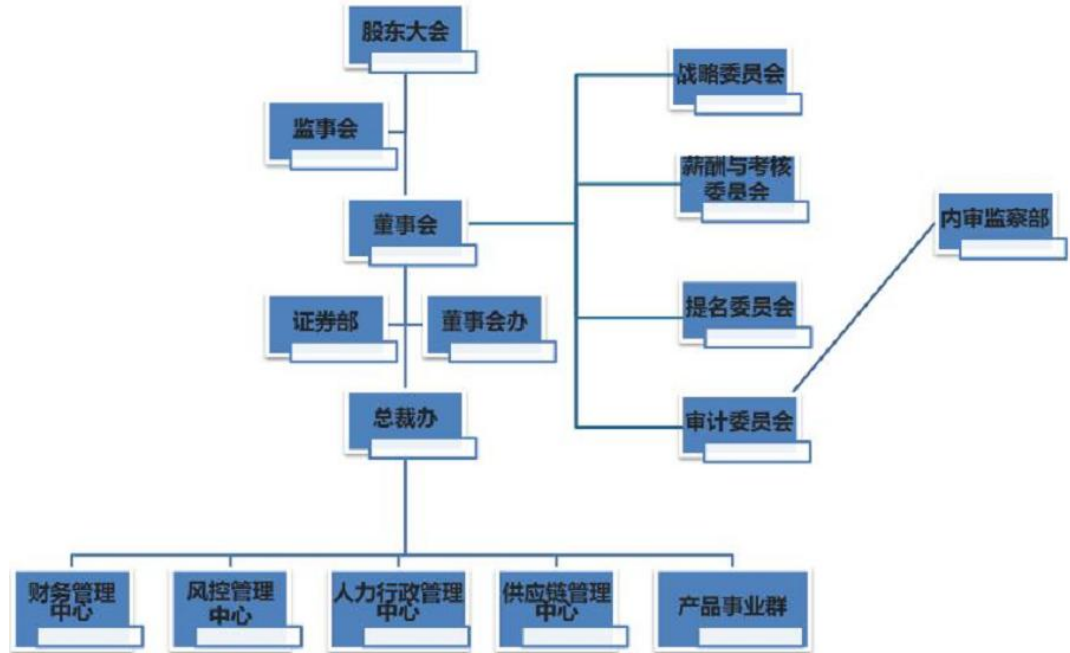 股东大会
战略委员会
监事会
薪酬与考核
委员会
董事会
内审监察部
证券部
董事会办
提名委员会
总裁办
审计委员会
财务管理
中心
风控管理
中心
人力行政管理
中心
供应链管理
中心
产品事业群